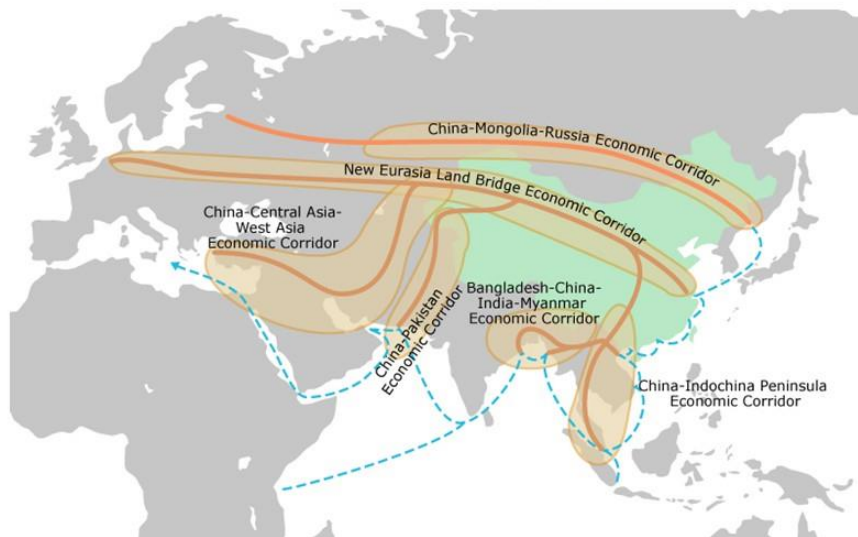 China-Mongolia-Russia Economic Corridor
New Eurasia Land Bridge Economic Corridor
China-Central Asia-
West Asia
Economic Corridor
China-Pakistan
Economic Corridor
Bangladesh-China-
India-Myanmar
Economic Corridor
China-Indochina Peninsula
Economic Corridor